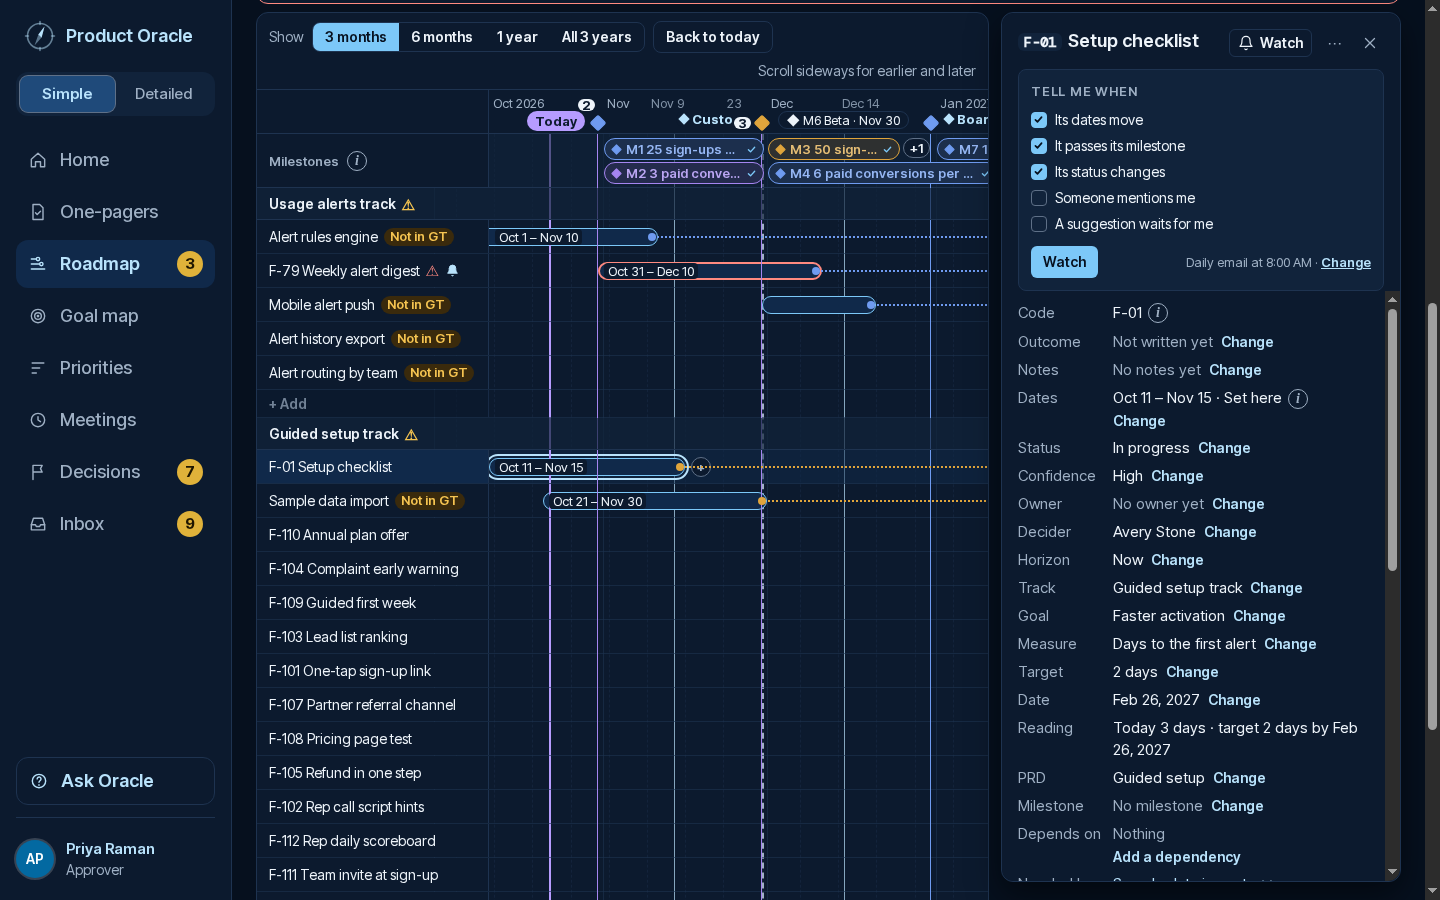 Product Oracle
Simple
Detailed
Home
One-pagers
Roadmap
3
Goal map
Priorities
Meetings
Decisions
7
Inbox
9
Ask Oracle
AP
Priya Raman
Approver
Show
3 months
6 months
1 year
All 3 years
Back to today
Scroll sideways for earlier and later
Oct 2026
2
Nov
Nov 9
23
Dec
Dec 14
Jan 202
Today
Custo
3
M6 Beta · Nov 30
Boar
Milestones i
M1 25 sign-ups ...
M3 50 sign-...
+1
M7 1
M2 3 paid conve...
M4 6 paid conversions per ...
Usage alerts track
Alert rules engine Not in GT
Oct 1 – Nov 10
F-79 Weekly alert digest
Oct 31 – Dec 10
Mobile alert push Not in GT
Alert history export Not in GT
Alert routing by team Not in GT
+ Add
Guided setup track
F-01 Setup checklist
Oct 11 – Nov 15
Sample data import Not in GT
Oct 21 – Nov 30
F-110 Annual plan offer
F-104 Complaint early warning
F-109 Guided first week
F-103 Lead list ranking
F-101 One-tap sign-up link
F-107 Partner referral channel
F-108 Pricing page test
F-105 Refund in one step
F-102 Rep call script hints
F-112 Rep daily scoreboard
F-111 Team invite at sign-up
F-01 Setup checklist
Watch
TELL ME WHEN
Its dates move
It passes its milestone
Its status changes
Someone mentions me
A suggestion waits for me
Watch
Daily email at 8:00 AM · Change
Code F-01 i
Outcome Not written yet Change
Notes No notes yet Change
Dates Oct 11 – Nov 15 · Set here i
Change
Status In progress Change
Confidence High Change
Owner No owner yet Change
Decider Avery Stone Change
Horizon Now Change
Track Guided setup track Change
Goal Faster activation Change
Measure Days to the first alert Change
Target 2 days Change
Date Feb 26, 2027 Change
Reading Today 3 days · target 2 days by Feb
26, 2027
PRD Guided setup Change
Milestone No milestone Change
Depends on Nothing
Add a dependency